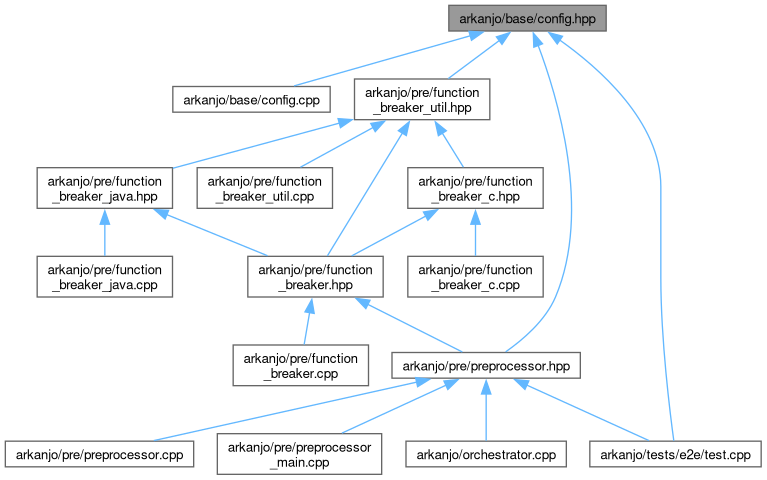 arkanjo/base/config.hpp
arkanjo/base/config.cpp
arkanjo/pre/function
_breaker_util.hpp
arkanjo/pre/function
_breaker_java.hpp
arkanjo/pre/function
_breaker_util.cpp
arkanjo/pre/function
_breaker_c.hpp
arkanjo/pre/function
_breaker_java.cpp
arkanjo/pre/function
_breaker.hpp
arkanjo/pre/function
_breaker_c.cpp
arkanjo/pre/function
_breaker.cpp
arkanjo/pre/preprocessor.hpp
arkanjo/pre/preprocessor.cpp
arkanjo/pre/preprocessor
_main.cpp
arkanjo/orchestrator.cpp
arkanjo/tests/e2e/test.cpp